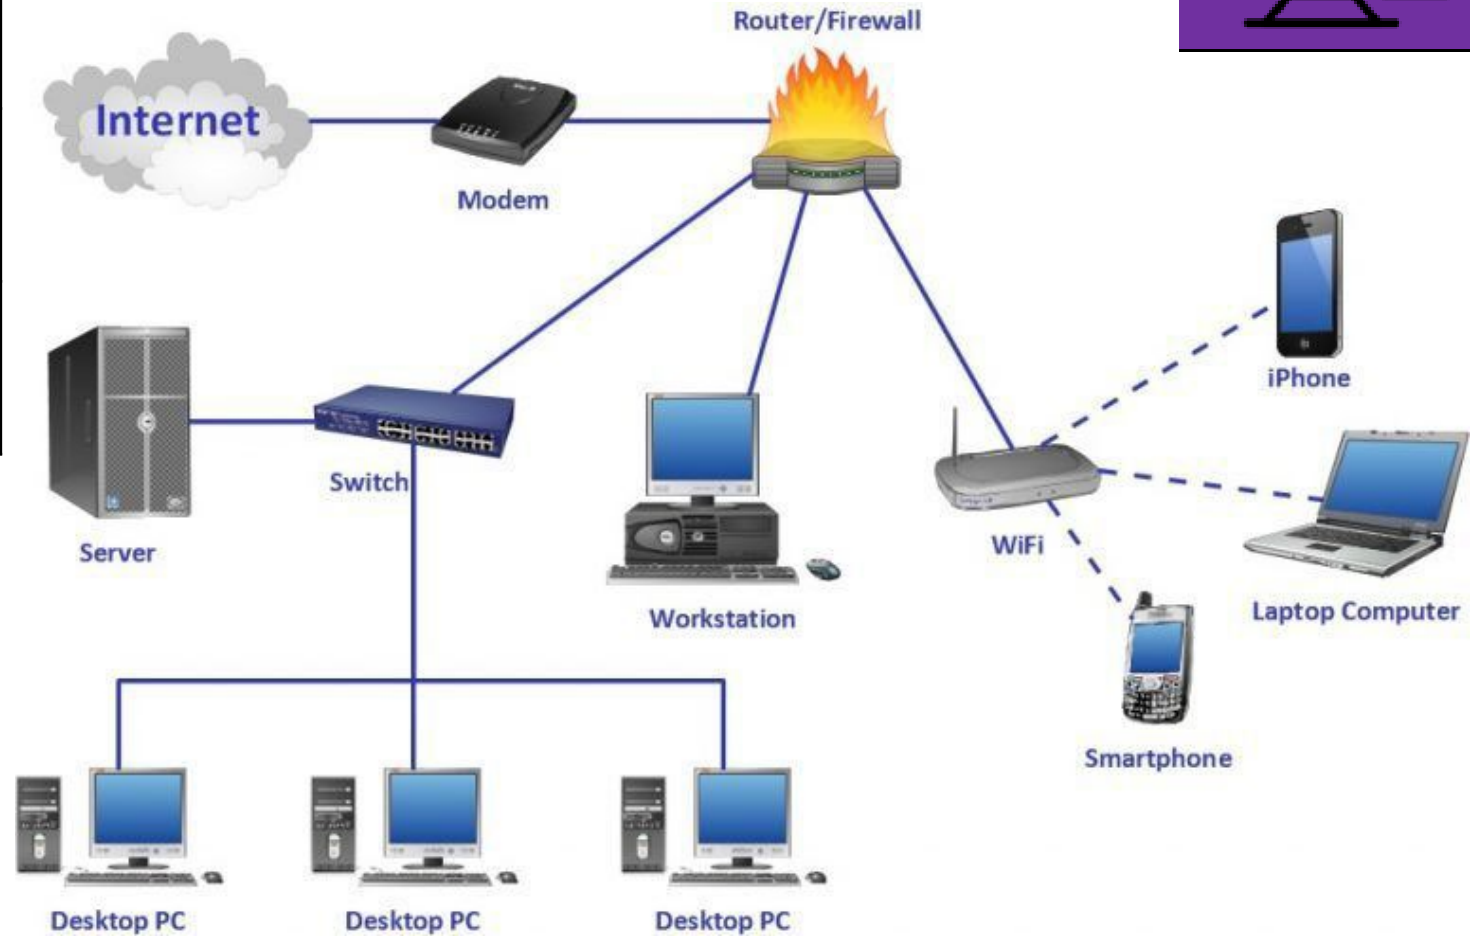 Router/Firewall
Internet
Modem
iPhone
Switch
Server
WiFi
Workstation
Laptop Computer
Smartphone
Desktop PC
Desktop PC
Desktop PC